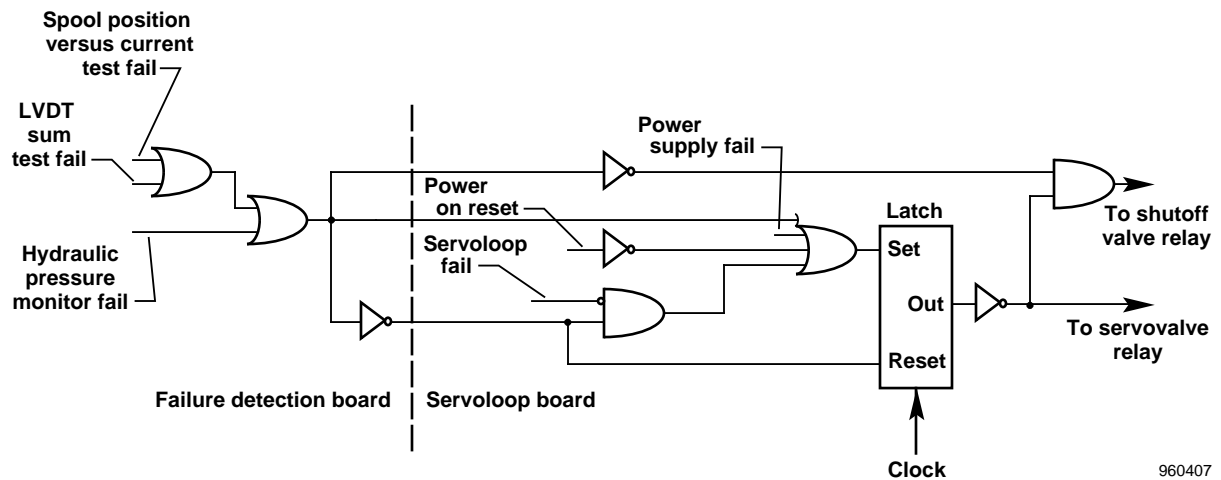 Spool position
versus current
test fail
LVDT
sum
test fail
Hydraulic
pressure
monitor fail
Failure detection board
Servoloop board
Power
on reset
Servoloop
fail
Power
supply fail
Latch
Set
Out
Reset
Clock
To shutoff
valve relay
To servovalve
relay
960407